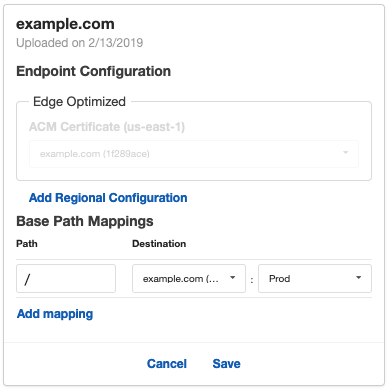 example.com
Uploaded on 2/13/2019
Endpoint Configuration
Edge Optimized
ACM Certificate (us-east-1)
example.com (1f289ace)
Add Regional Configuration
Base Path Mappings
Path Destination
/ example.com (... : Prod
Add mapping
Cancel Save